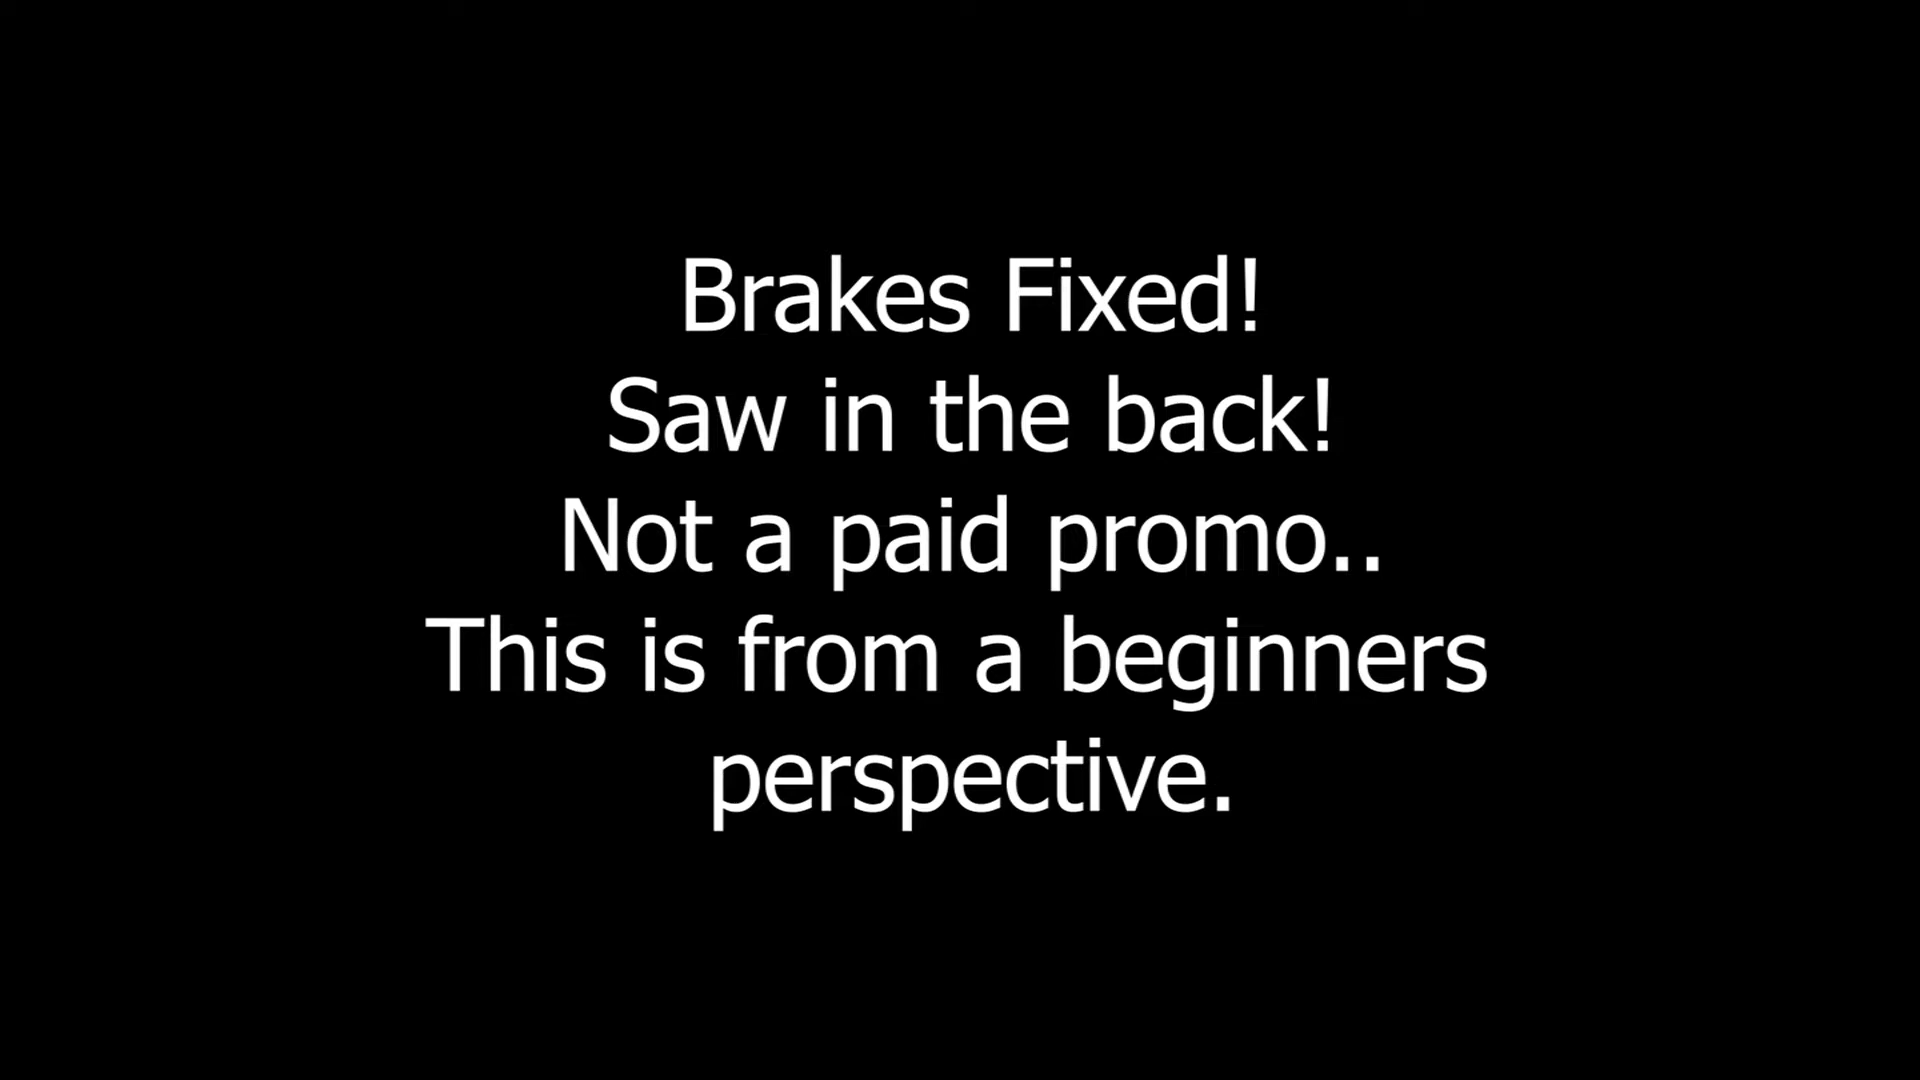 Brakes Fixed!
Saw in the back!
Not a paid promo..
This is from a beginners
perspective.